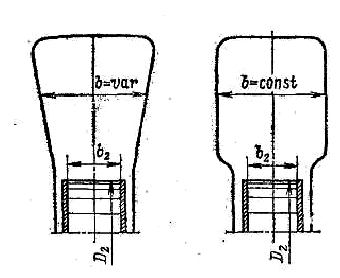 b=var b=const
b₂ b₂
D₂ D₂